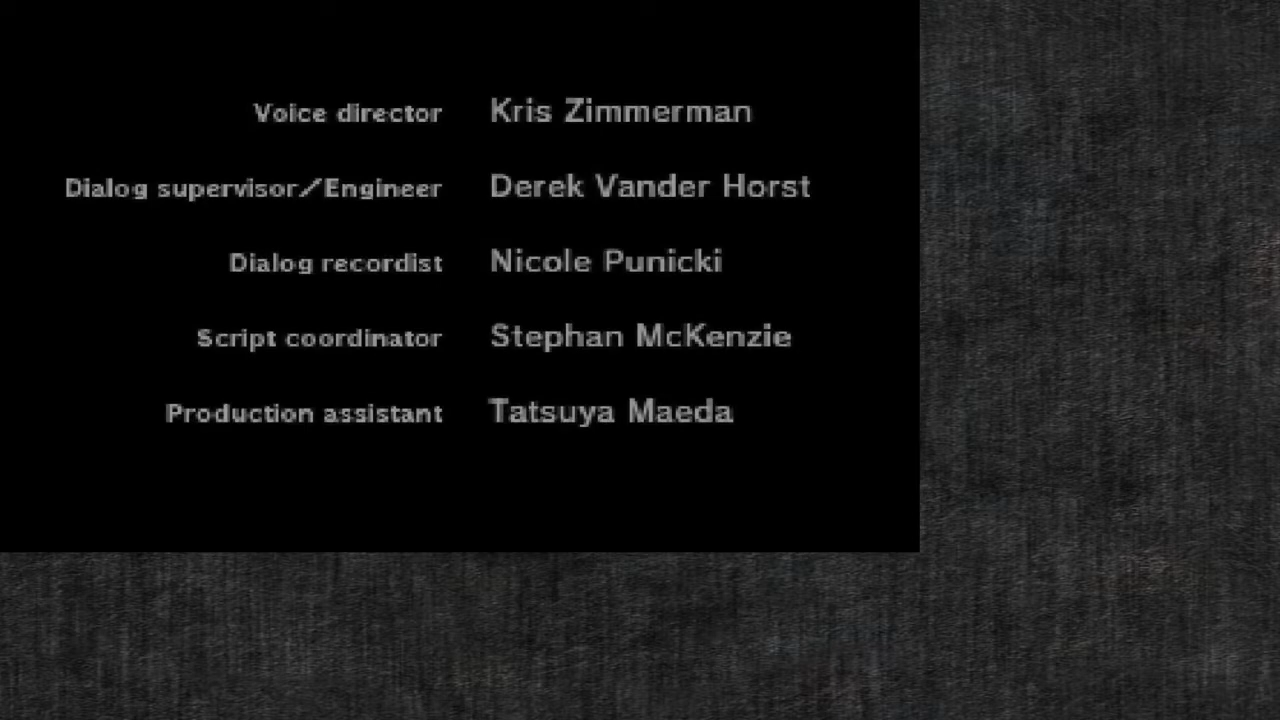 Voice director Kris Zimmerman
Dialog supervisor/Engineer Derek Vander Horst
Dialog recordist Nicole Punicki
Script coordinator Stephan McKenzie
Production assistant Tatsuya Maeda